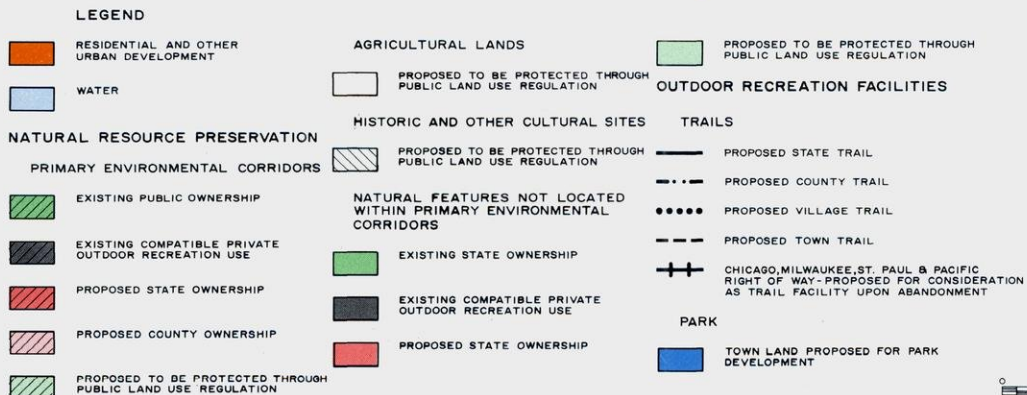 LEGEND
RESIDENTIAL AND OTHER
URBAN DEVELOPMENT
WATER
NATURAL RESOURCE PRESERVATION
PRIMARY ENVIRONMENTAL CORRIDORS
EXISTING PUBLIC OWNERSHIP
EXISTING COMPATIBLE PRIVATE
OUTDOOR RECREATION USE
PROPOSED STATE OWNERSHIP
PROPOSED COUNTY OWNERSHIP
PROPOSED TO BE PROTECTED THROUGH
PUBLIC LAND USE REGULATION
AGRICULTURAL LANDS
PROPOSED TO BE PROTECTED THROUGH
PUBLIC LAND USE REGULATION
HISTORIC AND OTHER CULTURAL SITES
PROPOSED TO BE PROTECTED THROUGH
PUBLIC LAND USE REGULATION
NATURAL FEATURES NOT LOCATED
WITHIN PRIMARY ENVIRONMENTAL
CORRIDORS
EXISTING STATE OWNERSHIP
EXISTING COMPATIBLE PRIVATE
OUTDOOR RECREATION USE
PROPOSED STATE OWNERSHIP
PROPOSED TO BE PROTECTED THROUGH
PUBLIC LAND USE REGULATION
OUTDOOR RECREATION FACILITIES
TRAILS
PROPOSED STATE TRAIL
PROPOSED COUNTY TRAIL
PROPOSED VILLAGE TRAIL
PROPOSED TOWN TRAIL
CHICAGO, MILWAUKEE, ST. PAUL & PACIFIC
RIGHT OF WAY-PROPOSED FOR CONSIDERATION
AS TRAIL FACILITY UPON ABANDONMENT
PARK
TOWN LAND PROPOSED FOR PARK
DEVELOPMENT
0